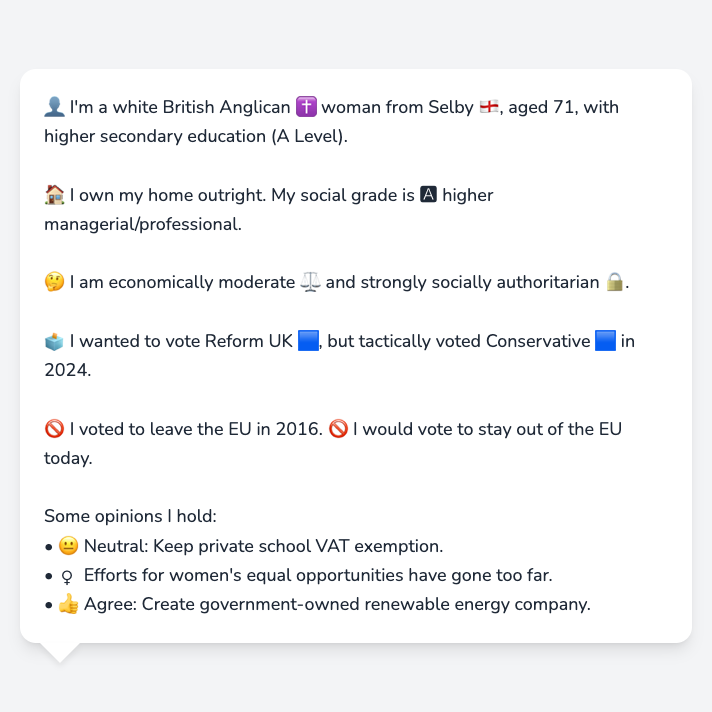 👤 I'm a white British Anglican ✝️ woman from Selby 🏴󠁧󠁢󠁥󠁮󠁧󠁿, aged 71, with
higher secondary education (A Level).
🏠 I own my home outright. My social grade is 🅰 higher
managerial/professional.
🤔 I am economically moderate ⚖️ and strongly socially authoritarian 🔒.
🗳️ I wanted to vote Reform UK 🟦, but tactically voted Conservative 🟦 in
2024.
🚫 I voted to leave the EU in 2016. 🚫 I would vote to stay out of the EU
today.
Some opinions I hold:
• 😐 Neutral: Keep private school VAT exemption.
• ♀ Efforts for women's equal opportunities have gone too far.
• 👍 Agree: Create government-owned renewable energy company.